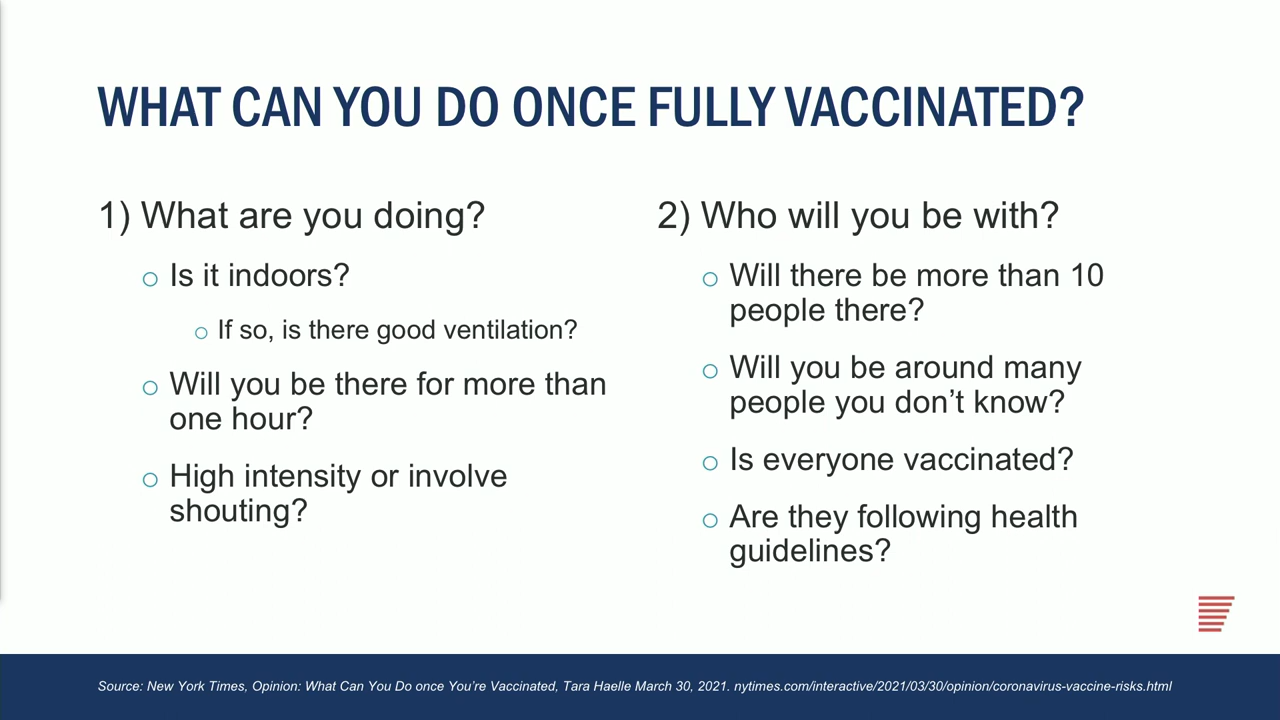 WHAT CAN YOU DO ONCE FULLY VACCINATED?
1) What are you doing?
o Is it indoors?
o If so, is there good ventilation?
o Will you be there for more than
one hour?
o High intensity or involve
shouting?
2) Who will you be with?
o Will there be more than 10
people there?
o Will you be around many
people you don’t know?
o Is everyone vaccinated?
o Are they following health
guidelines?
Source: New York Times, Opinion: What Can You Do once You’re Vaccinated, Tara Haelle March 30, 2021. nytimes.com/interactive/2021/03/30/opinion/coronavirus-vaccine-risks.html